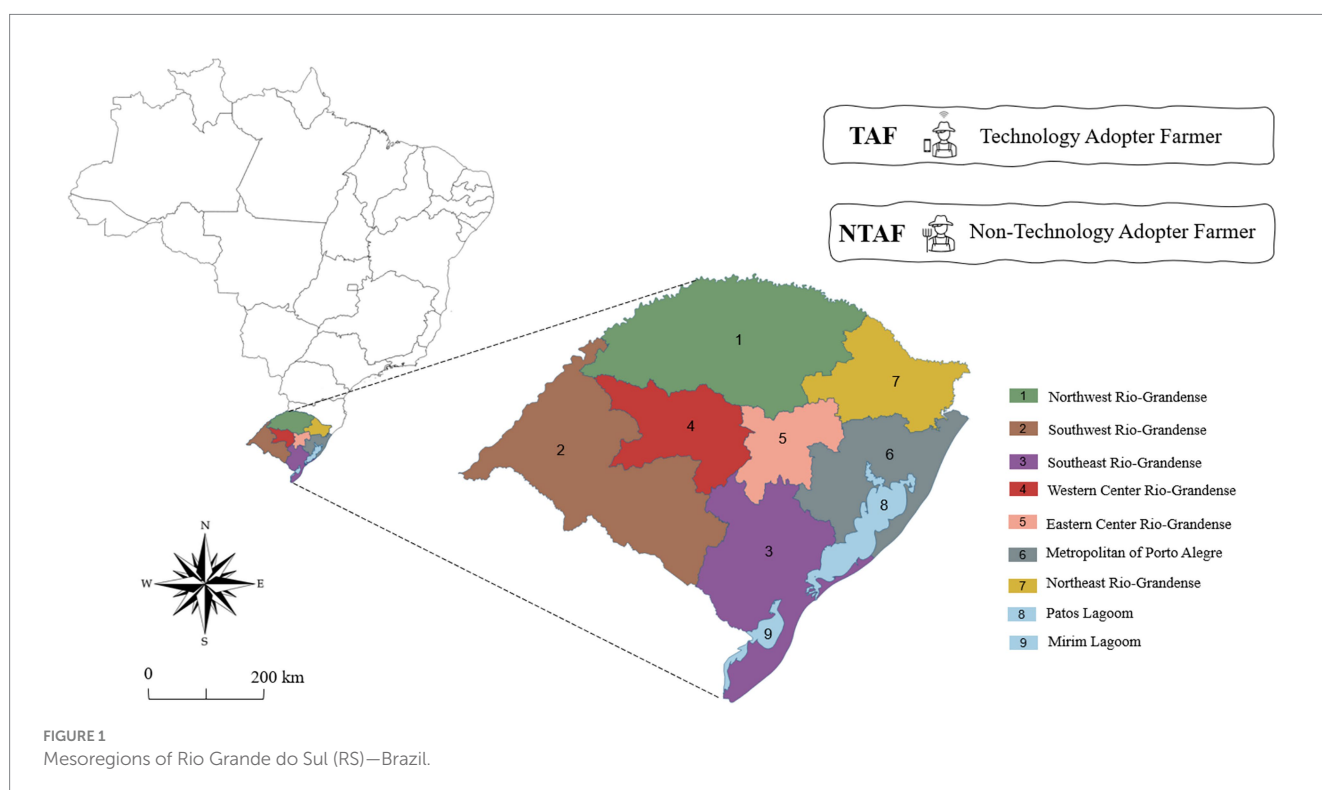 TAF Technology Adopter Farmer
NTAF Non-Technology Adopter Farmer
1
2
3
4
5
6
7
8
9
1 Northwest Rio-Grandense
2 Southwest Rio-Grandense
3 Southeast Rio-Grandense
4 Western Center Rio-Grandense
5 Eastern Center Rio-Grandense
6 Metropolitan of Porto Alegre
7 Northeast Rio-Grandense
8 Patos Lagoom
9 Mirim Lagoom
N
W E
S
0 200 km
FIGURE 1
Mesoregions of Rio Grande do Sul (RS)—Brazil.